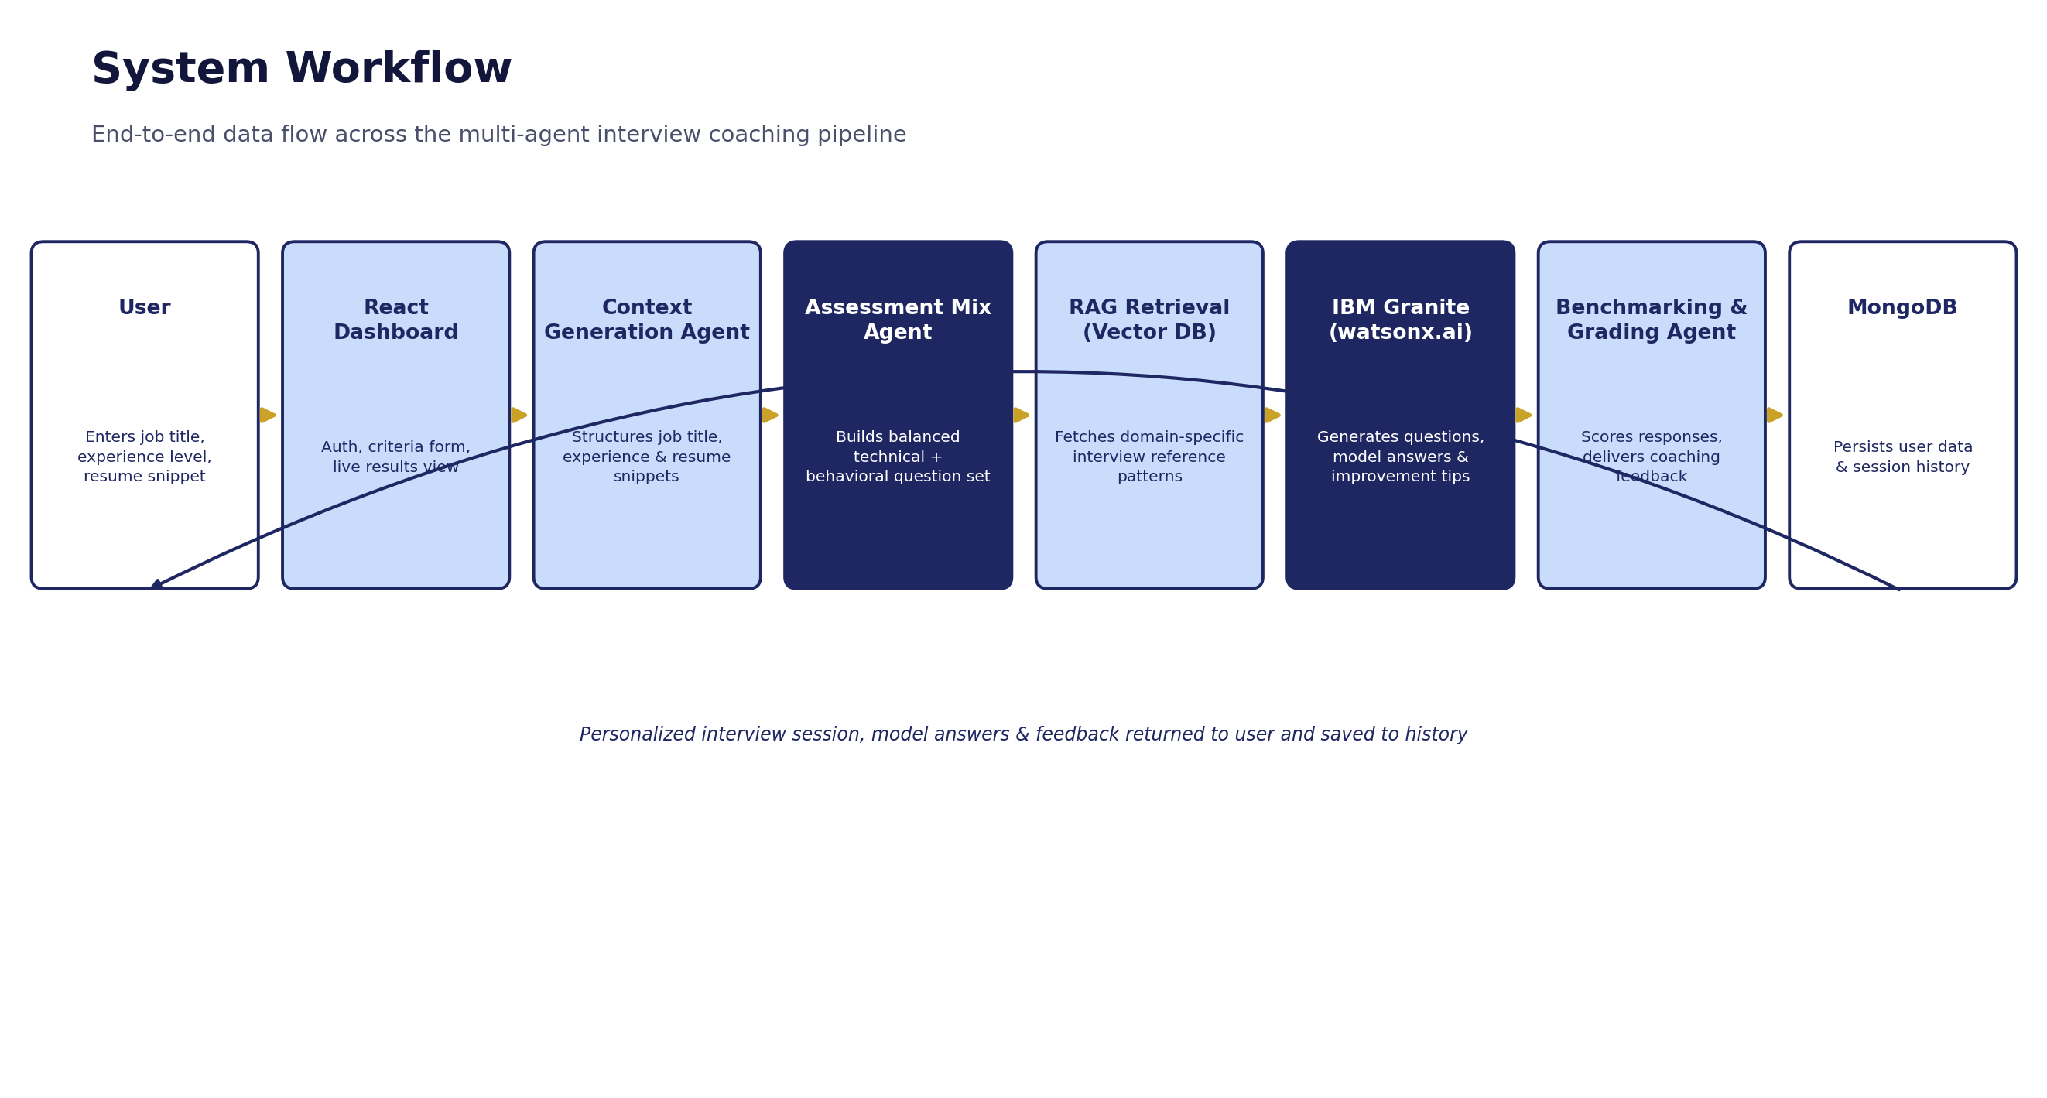 System Workflow
End-to-end data flow across the multi-agent interview coaching pipeline
User
Enters job title,
experience level,
resume snippet
React
Dashboard
Auth, criteria form,
live results view
Context
Generation Agent
Structures job title,
experience & resume
snippets
Assessment Mix
Agent
Builds balanced
technical +
behavioral question set
RAG Retrieval
(Vector DB)
Fetches domain-specific
interview reference
patterns
IBM Granite
(watsonx.ai)
Generates questions,
model answers &
improvement tips
Benchmarking &
Grading Agent
Scores responses,
delivers coaching
feedback
MongoDB
Persists user data
& session history
Personalized interview session, model answers & feedback returned to user and saved to history